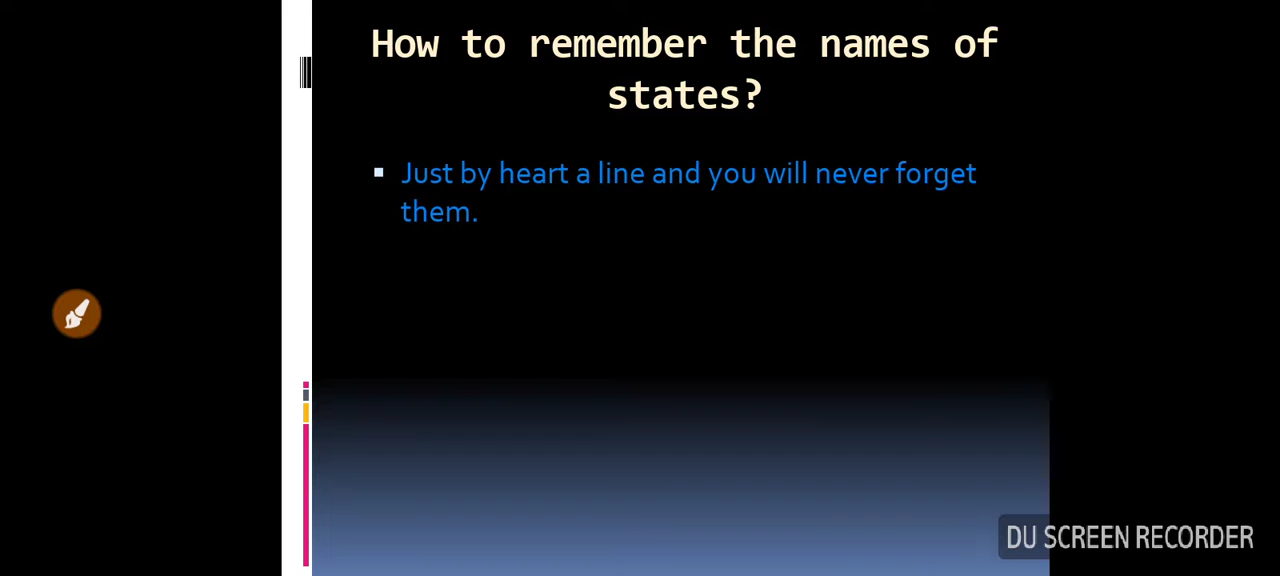 How to remember the names of
states?
Just by heart a line and you will never forget
them.
DU SCREEN RECORDER